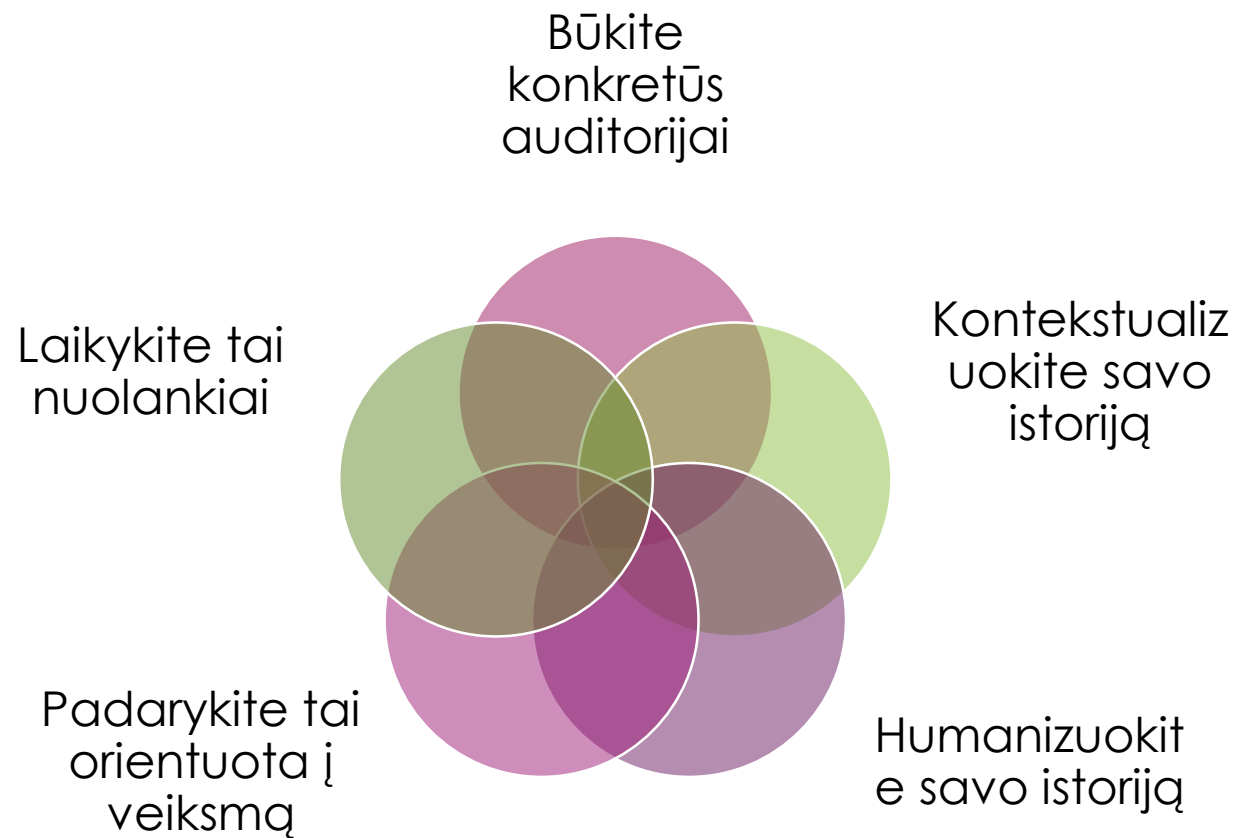 Būkite
konkretūs
auditorijai
Kontekstualiz
uokite savo
istoriją
Humanizuokit
e savo istoriją
Padarykite tai
orientuota į
veiksmą
Laikykite tai
nuolankiai